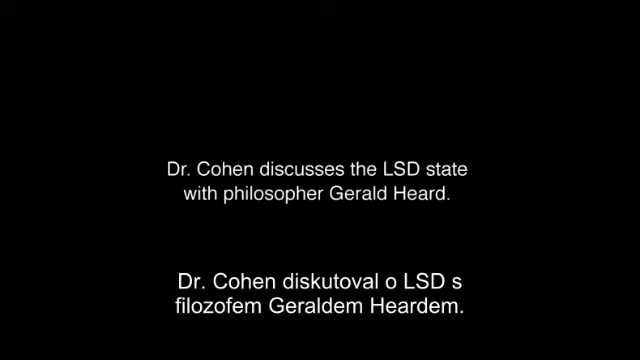 Dr. Cohen discusses the LSD state
with philosopher Gerald Heard.
Dr. Cohen diskutoval o LSD s
filozofem Geraldem Heardem.